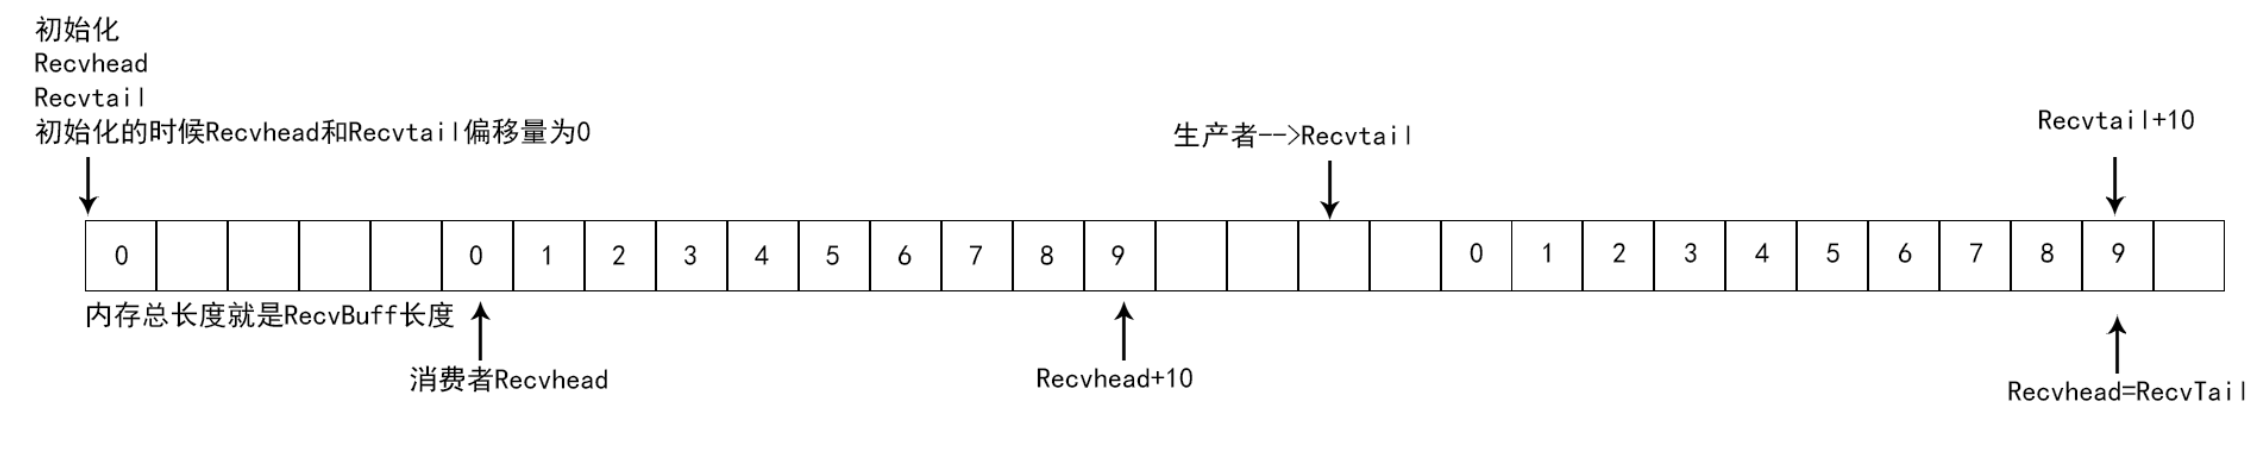 初始化
Recvhead
Recvtail
初始化的时候Recvhead和Recvtail偏移量为0
生产者-->Recvtail
Recvtail+10
0 0 1 2 3 4 5 6 7 8 9 0 1 2 3 4 5 6 7 8 9
内存总长度就是RecvBuff长度
消费者Recvhead
Recvhead+10
Recvhead=RecvTail